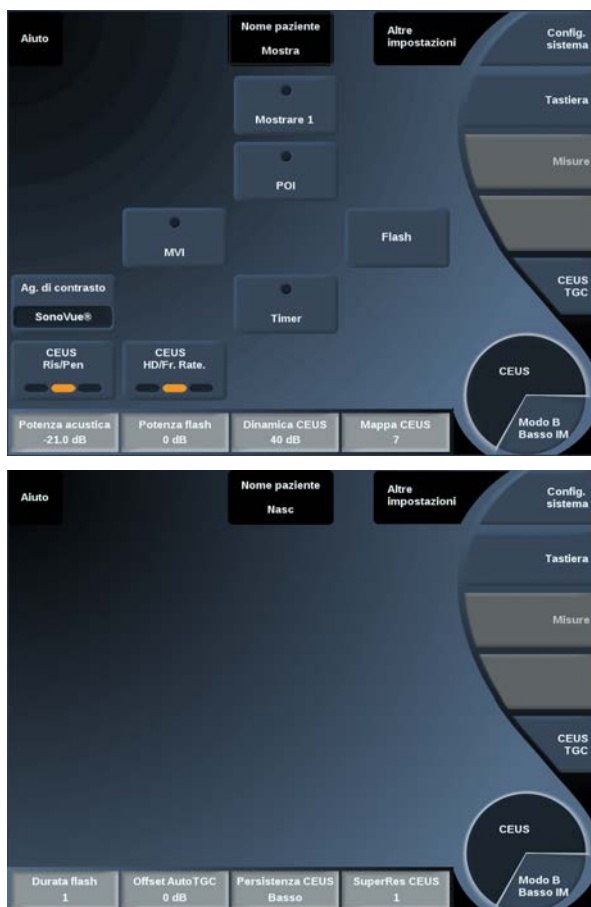 Aiuto
Nome paziente
Mostra
Altre
impostazioni
Config.
sistema
Mostrare 1
Tastiera
POI
Misure
MVI
Flash
Ag. di contrasto
SonoVue®
Timer
CEUS
TGC
CEUS
Ris/Pen
CEUS
HD/Fr. Rate.
CEUS
Modo B
Basso IM
Potenza acustica
-21.0 dB
Potenza flash
0 dB
Dinamica CEUS
40 dB
Mappa CEUS
7
Aiuto
Nome paziente
Nasc
Altre
impostazioni
Config.
sistema
Tastiera
Misure
CEUS
TGC
CEUS
Modo B
Basso IM
Durata flash
1
Offset AutoTGC
0 dB
Persistenza CEUS
Basso
SuperRes CEUS
1